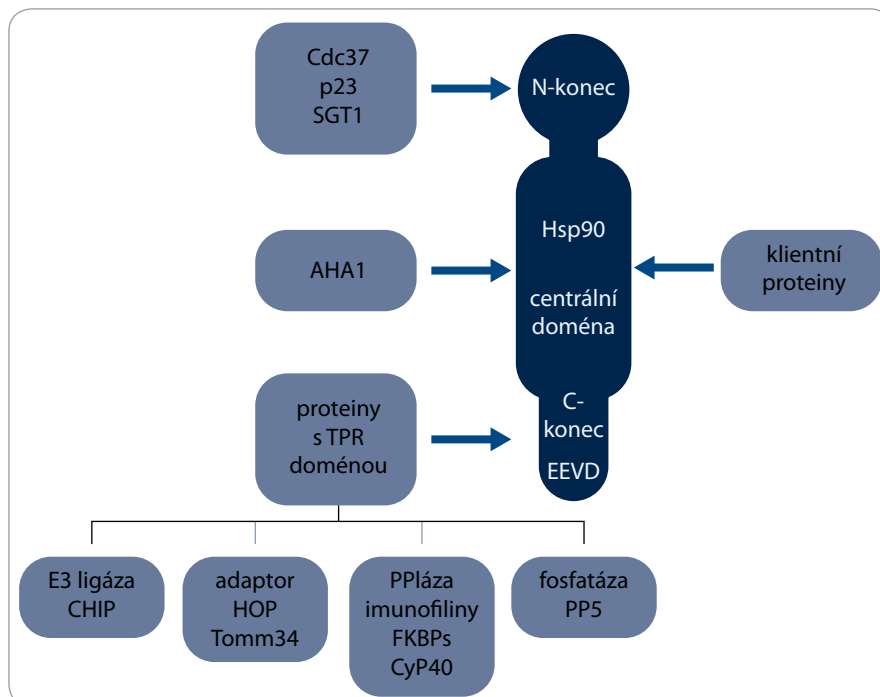 Cdc37
p23
SGT1
N-konec
AHA1
Hsp90
centrální
doména
klientní
proteiny
proteiny
s TPR
doménou
C-
konec
EEVD
E3 ligáza
CHIP
adaptor
HOP
Tomm34
PPláza
imunofiliny
FKBPs
CyP40
fosfatáza
PP5